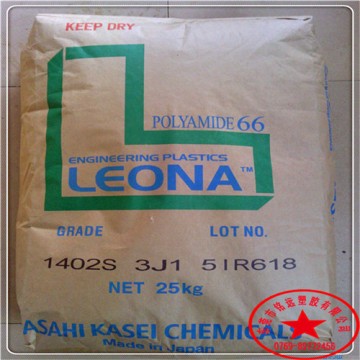 KEEP DRY
POLYAMIDE 66
ENGINEERING PLASTICS
LEONA™
GRADE LOT NO.
1402S 3J1 5IR618
NET 25kg
ASAHI KASEI CHEMICALS
Made in Japan